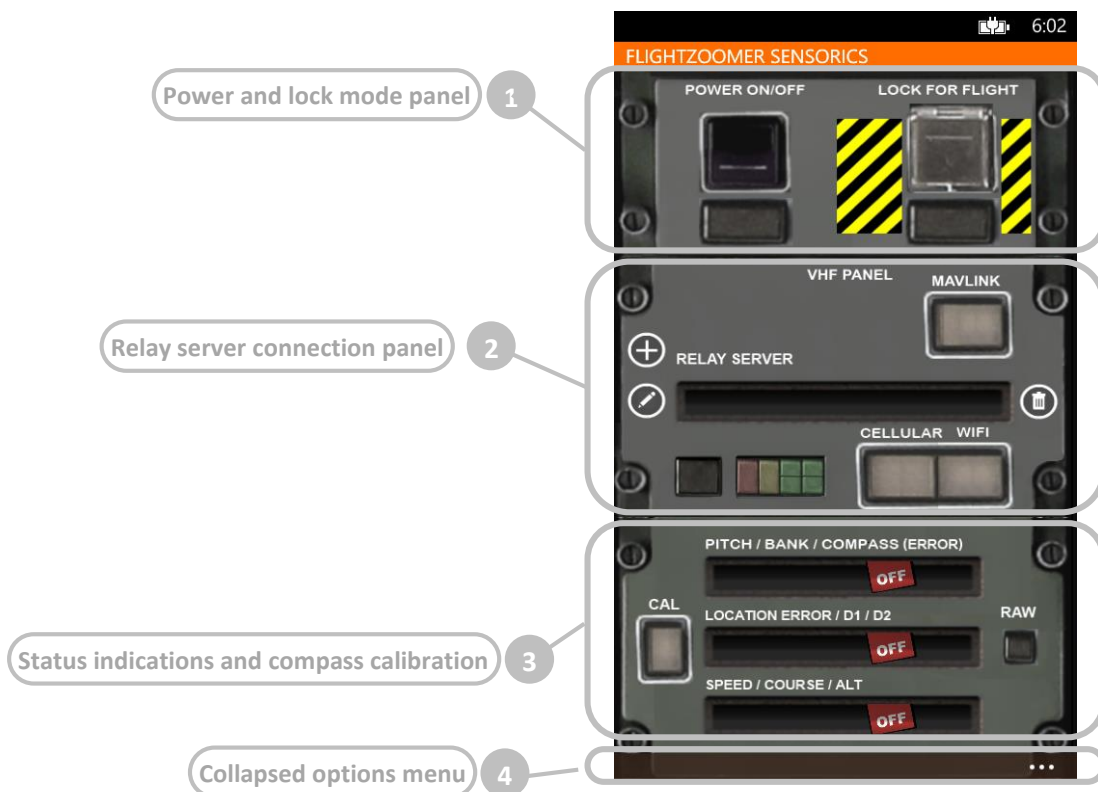 6:02
FLIGHTZOOMER SENSORICS
Power and lock mode panel 1
POWER ON/OFF LOCK FOR FLIGHT
VHF PANEL
MAVLINK
Relay server connection panel 2
RELAY SERVER
CELLULAR WIFI
PITCH / BANK / COMPASS (ERROR)
OFF
CAL
LOCATION ERROR / D1 / D2
RAW
OFF
Status indications and compass calibration 3
SPEED / COURSE / ALT
OFF
Collapsed options menu 4
...